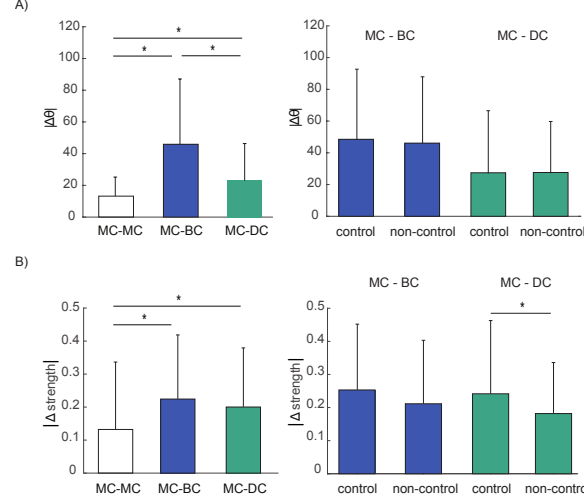 A)
120
100
80
60
40
20
0
|Δθ|
*
*
*
MC-MC MC-BC MC-DC
MC - BC MC - DC
120
100
80
60
40
20
0
|Δθ|
control non-control control non-control
B)
0.5
0.4
0.3
0.2
0.1
0
|Δ strength|
*
*
MC-MC MC-BC MC-DC
MC - BC MC - DC
0.5
0.4
0.3
0.2
0.1
0
|Δ strength|
*
control non-control control non-control